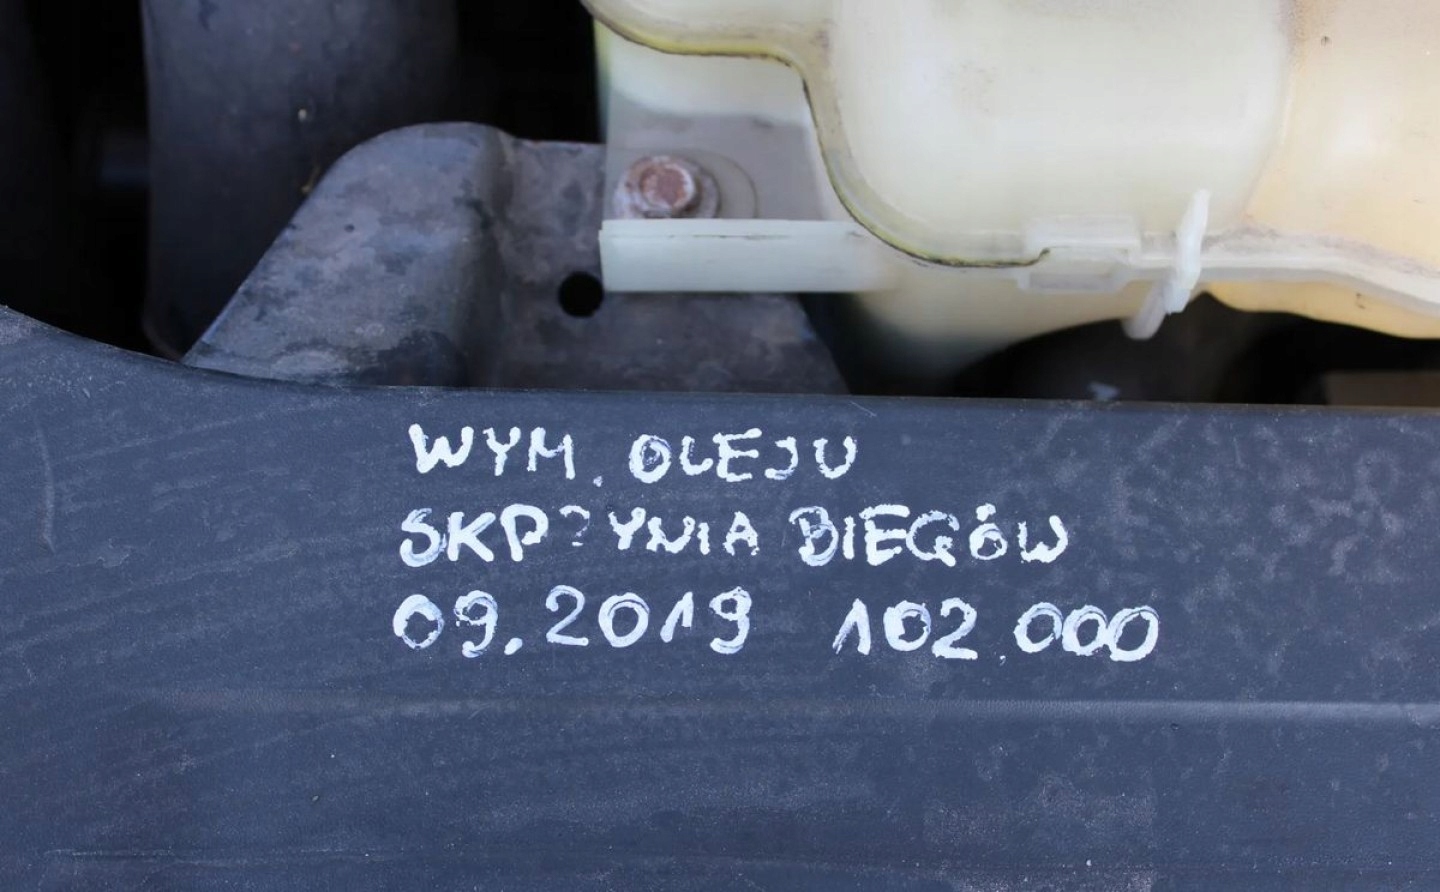 WYM. OLEJU
SKRZYNIA BIEGÓW
09.2019 102.000